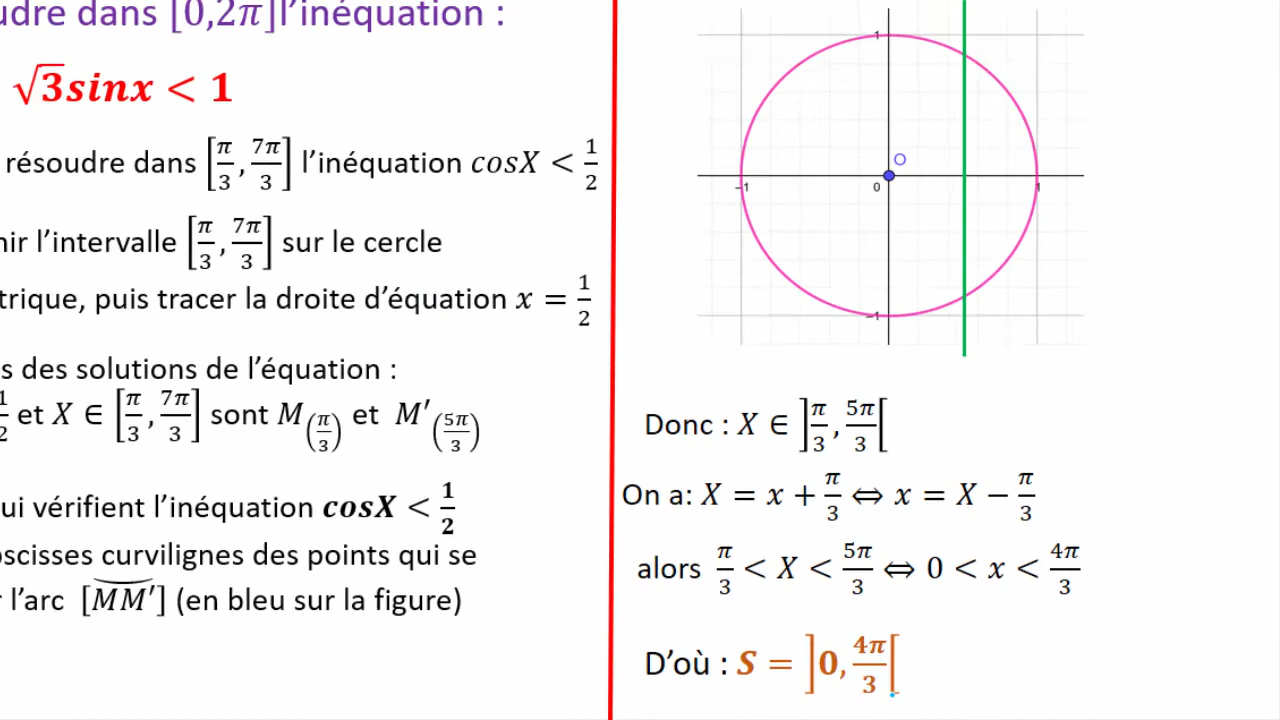 udre dans [0,2π]l'inéquation :
√3sinx < 1
résoudre dans [π/3, 7π/3] l'inéquation cosX < 1/2
nir l'intervalle [π/3, 7π/3] sur le cercle
trique, puis tracer la droite d'équation x = 1/2
s des solutions de l'équation :
1/2 et X ∈ [π/3, 7π/3] sont M(π/3) et M′(5π/3)
ui vérifient l'inéquation cosX < 1/2
oscisses curvilignes des points qui se
r l'arc [MM′] (en bleu sur la figure)
1
O
-1
0
1
-1
Donc : X ∈ ]π/3, 5π/3[
On a: X = x + π/3 ⇔ x = X − π/3
alors π/3 < X < 5π/3 ⇔ 0 < x < 4π/3
D'où : S = ]0, 4π/3[